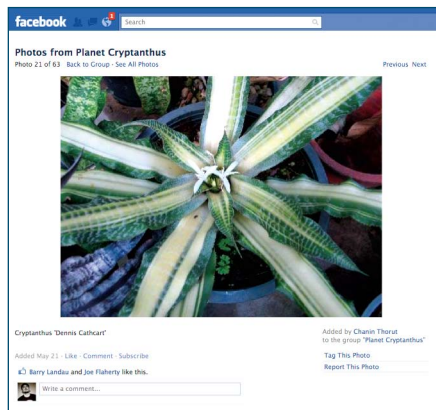 facebook
1
Search
Photos from Planet Cryptanthus
Photo 21 of 63 Back to Group · See All Photos
Previous Next
Cryptanthus 'Dennis Cathcart'
Added by Chanin Thorut
to the group "Planet Cryptanthus"
Added May 21 · Like · Comment · Subscribe
Tag This Photo
Report This Photo
Barry Landau and Joe Flaherty like this.
Write a comment...